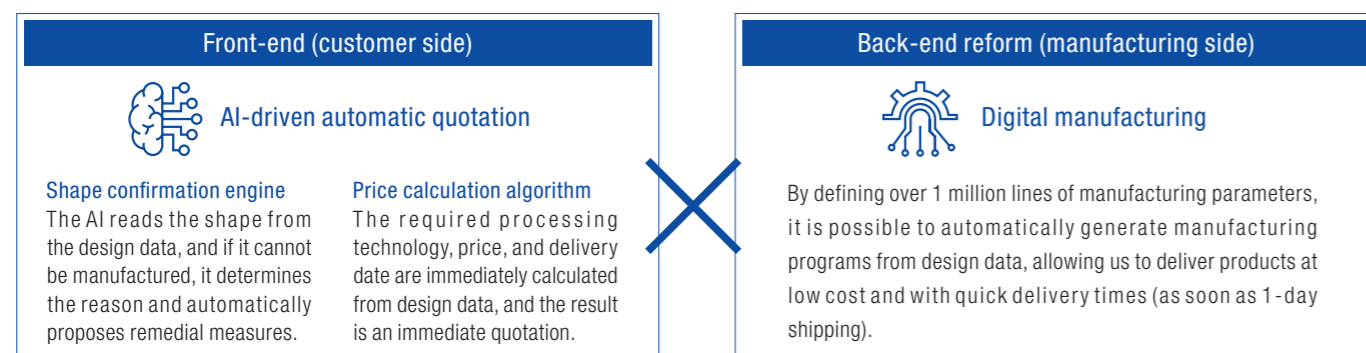 Front-end (customer side)
AI-driven automatic quotation
Shape confirmation engine
The AI reads the shape from
the design data, and if it cannot
be manufactured, it determines
the reason and automatically
proposes remedial measures.
Price calculation algorithm
The required processing
technology, price, and delivery
date are immediately calculated
from design data, and the result
is an immediate quotation.
Back-end reform (manufacturing side)
Digital manufacturing
By defining over 1 million lines of manufacturing parameters,
it is possible to automatically generate manufacturing
programs from design data, allowing us to deliver products at
low cost and with quick delivery times (as soon as 1-day
shipping).